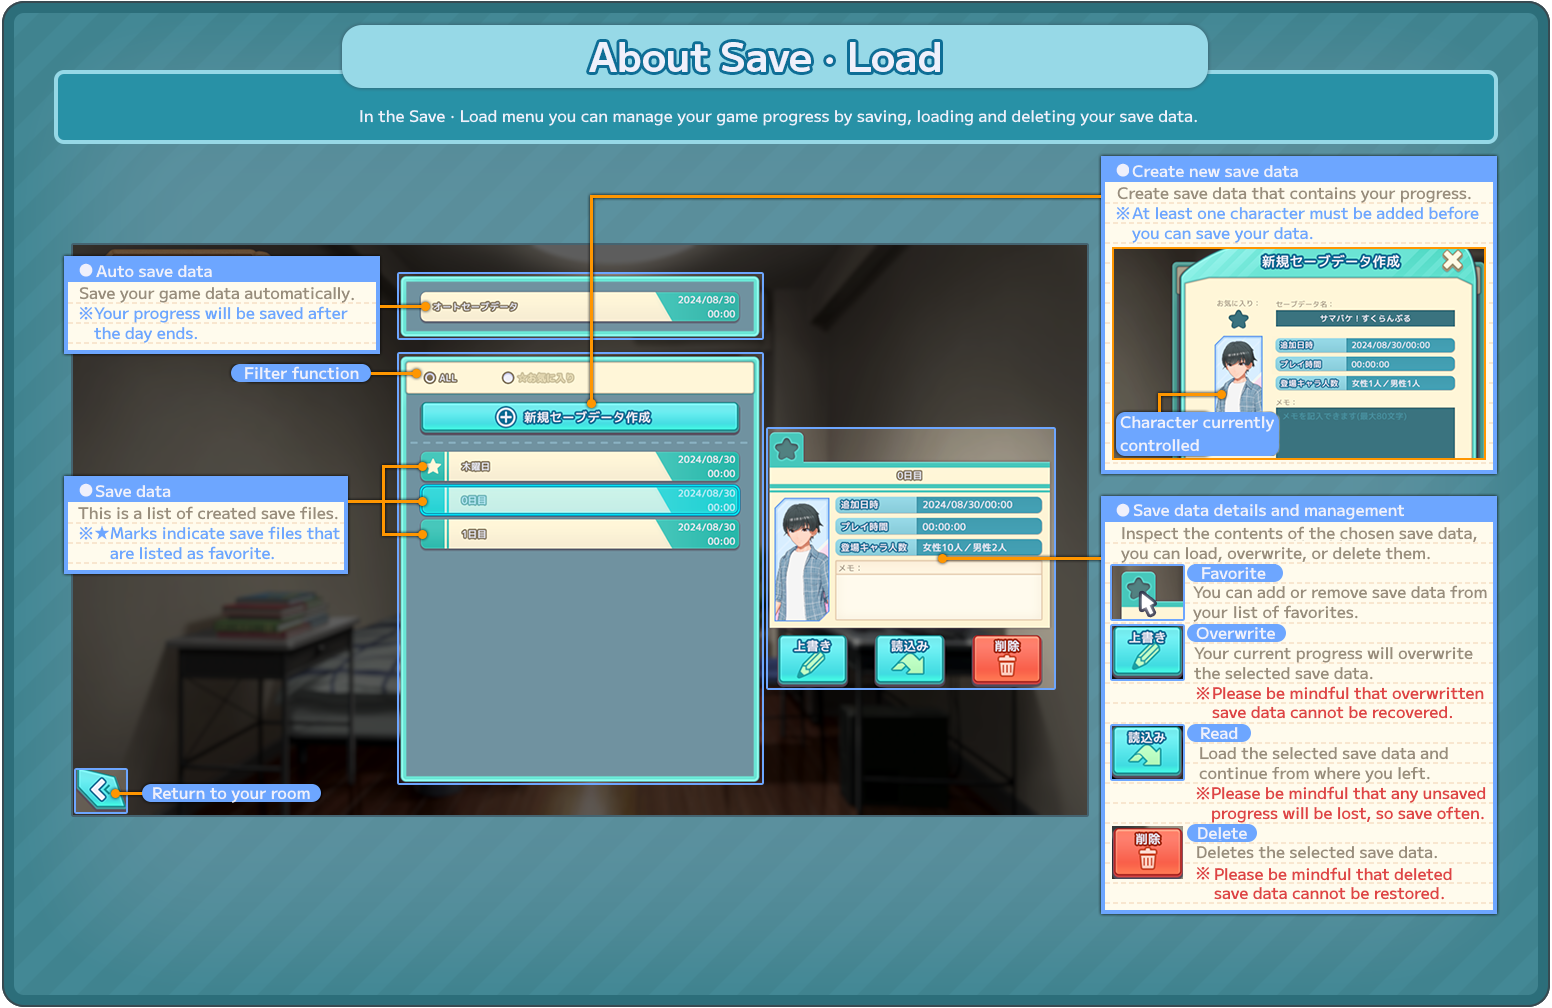 About Save · Load
In the Save · Load menu you can manage your game progress by saving, loading and deleting your save data.
●Auto save data
Save your game data automatically.
※Your progress will be saved after
the day ends.
Filter function
●Save data
This is a list of created save files.
※★Marks indicate save files that
are listed as favorite.
Return to your room
オートセーブデータ
2024/08/30
00:00
ALL
☆お気に入り
新規セーブデータ作成
木曜日
2024/08/30
00:00
0日目
2024/08/30
00:00
1日目
2024/08/30
00:00
0日目
追加日時 2024/08/30/00:00
プレイ時間 00:00:00
登場キャラ人数 女性10人/男性2人
メモ：
上書き
読込み
削除
●Create new save data
Create save data that contains your progress.
※At least one character must be added before
you can save your data.
新規セーブデータ作成
お気に入り：
セーブデータ名：
サマバケ！すくらんぶる
追加日時 2024/08/30/00:00
プレイ時間 00:00:00
登場キャラ人数 女性1人/男性1人
メモ：
メモを記入できます(最大80文字)
Character currently
controlled
●Save data details and management
Inspect the contents of the chosen save data,
you can load, overwrite, or delete them.
Favorite
You can add or remove save data from
your list of favorites.
上書き
Overwrite
Your current progress will overwrite
the selected save data.
※Please be mindful that overwritten
save data cannot be recovered.
読込み
Read
Load the selected save data and
continue from where you left.
※Please be mindful that any unsaved
progress will be lost, so save often.
削除
Delete
Deletes the selected save data.
※Please be mindful that deleted
save data cannot be restored.